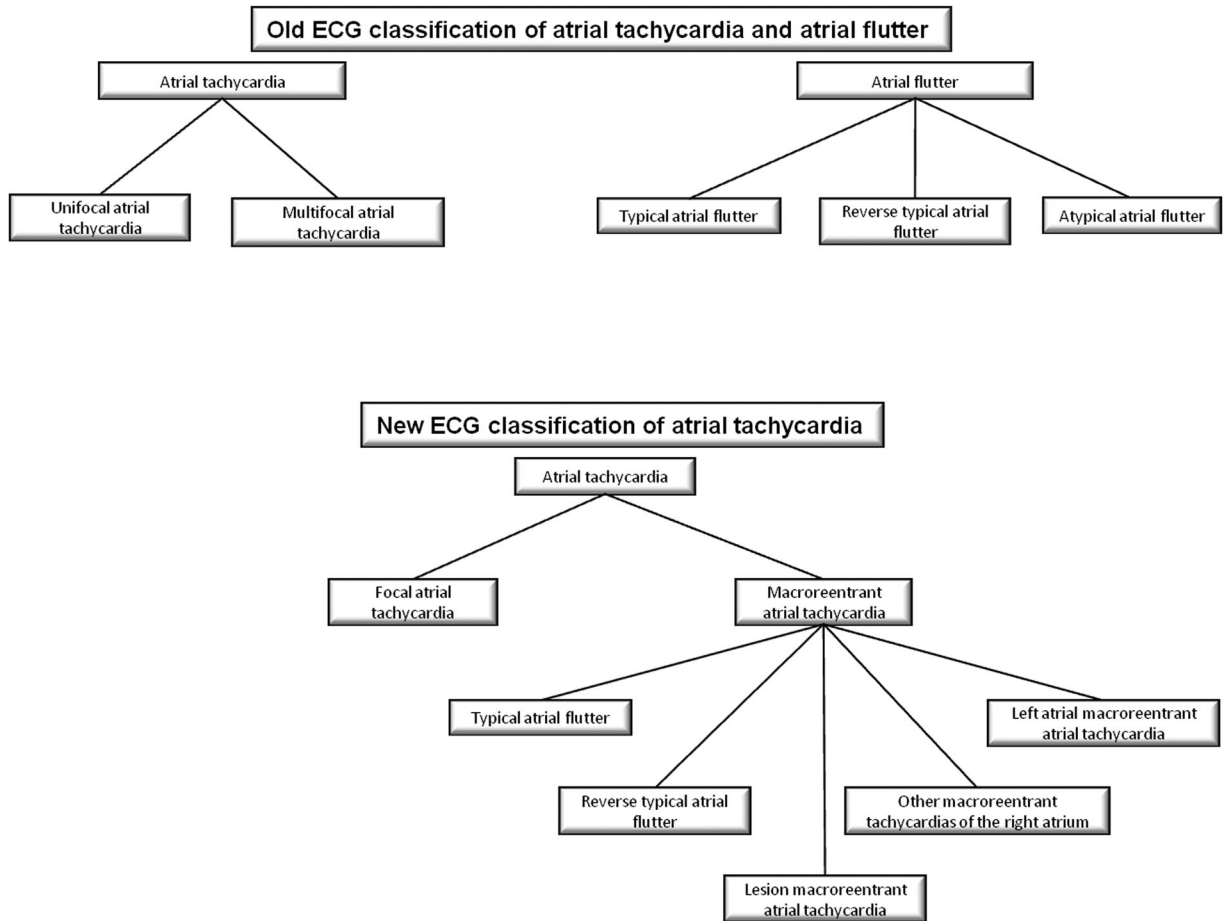 Old ECG classification of atrial tachycardia and atrial flutter
Atrial tachycardia
Atrial flutter
Unifocal atrial
tachycardia
Multifocal atrial
tachycardia
Typical atrial flutter
Reverse typical atrial
flutter
Atypical atrial flutter
New ECG classification of atrial tachycardia
Atrial tachycardia
Focal atrial
tachycardia
Macroreentrant
atrial tachycardia
Typical atrial flutter
Left atrial macroreentrant
atrial tachycardia
Reverse typical atrial
flutter
Other macroreentrant
tachycardias of the right atrium
Lesion macroreentrant
atrial tachycardia